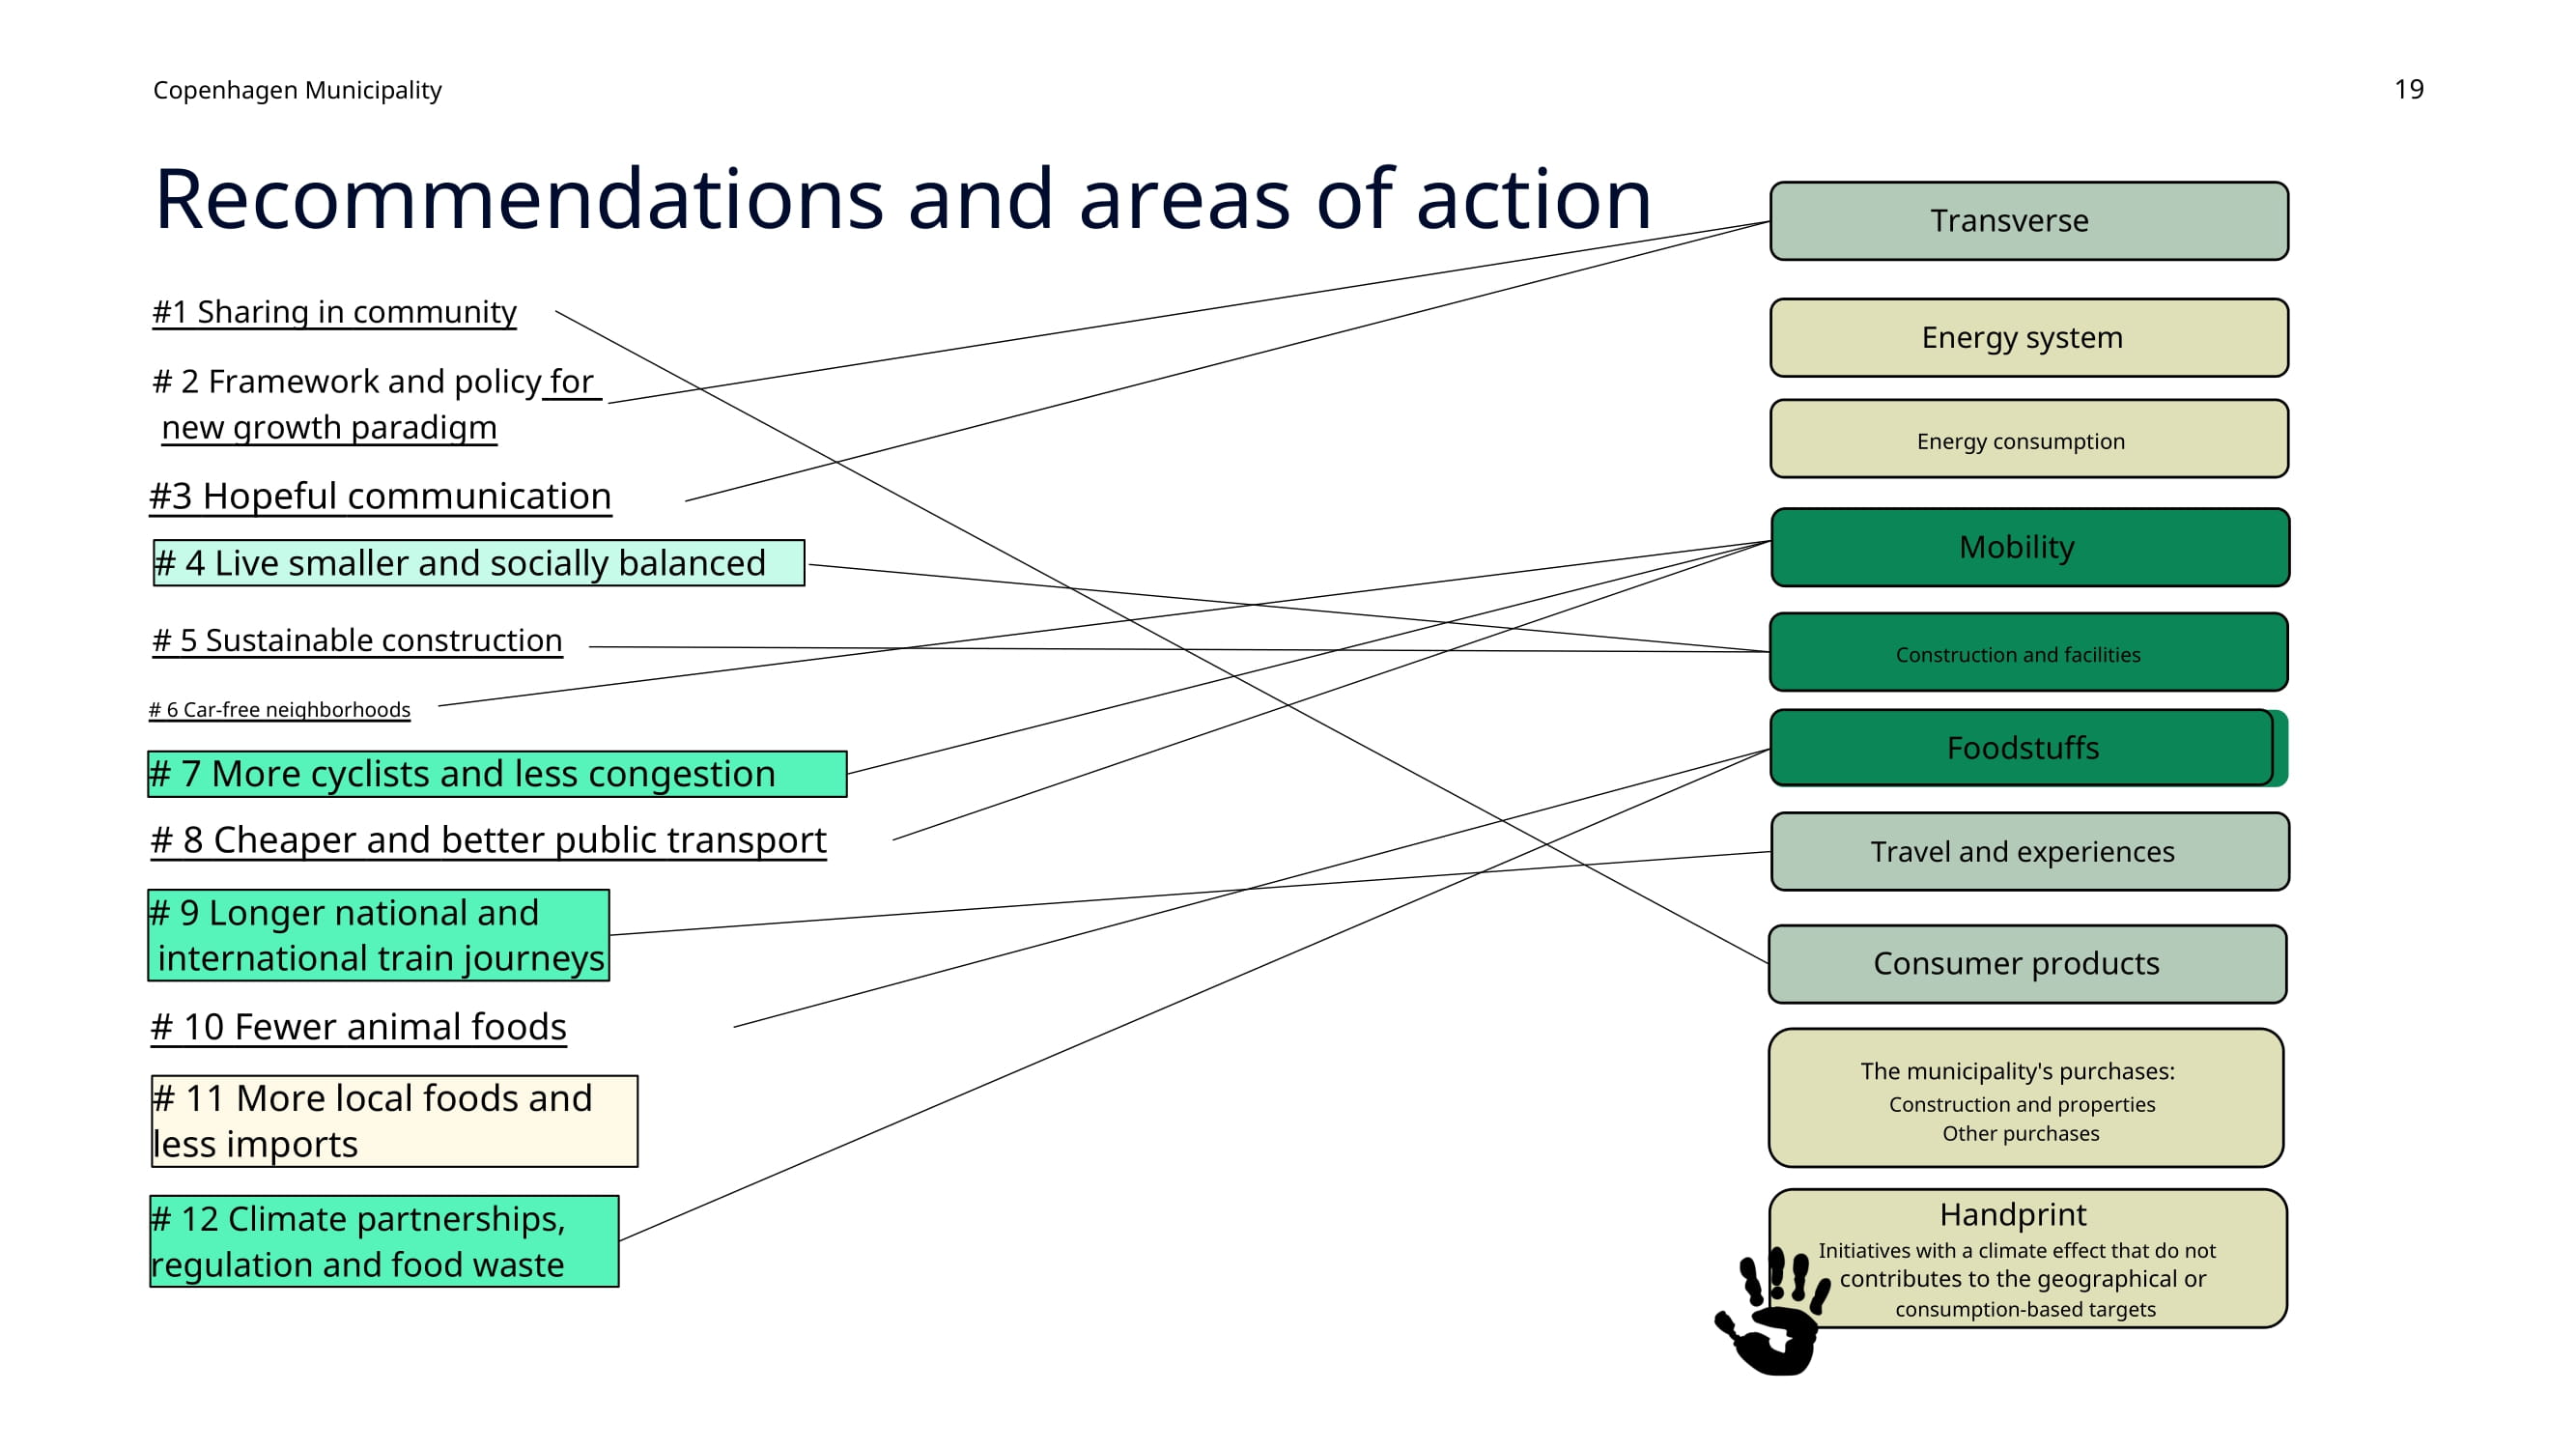 Copenhagen Municipality
19
Recommendations and areas of action
#1 Sharing in community
# 2 Framework and policy for
new growth paradigm
#3 Hopeful communication
# 4 Live smaller and socially balanced
# 5 Sustainable construction
# 6 Car-free neighborhoods
# 7 More cyclists and less congestion
# 8 Cheaper and better public transport
# 9 Longer national and
international train journeys
# 10 Fewer animal foods
# 11 More local foods and
less imports
# 12 Climate partnerships,
regulation and food waste
Transverse
Energy system
Energy consumption
Mobility
Construction and facilities
Foodstuffs
Travel and experiences
Consumer products
The municipality's purchases:
Construction and properties
Other purchases
Handprint
Initiatives with a climate effect that do not
contributes to the geographical or
consumption-based targets